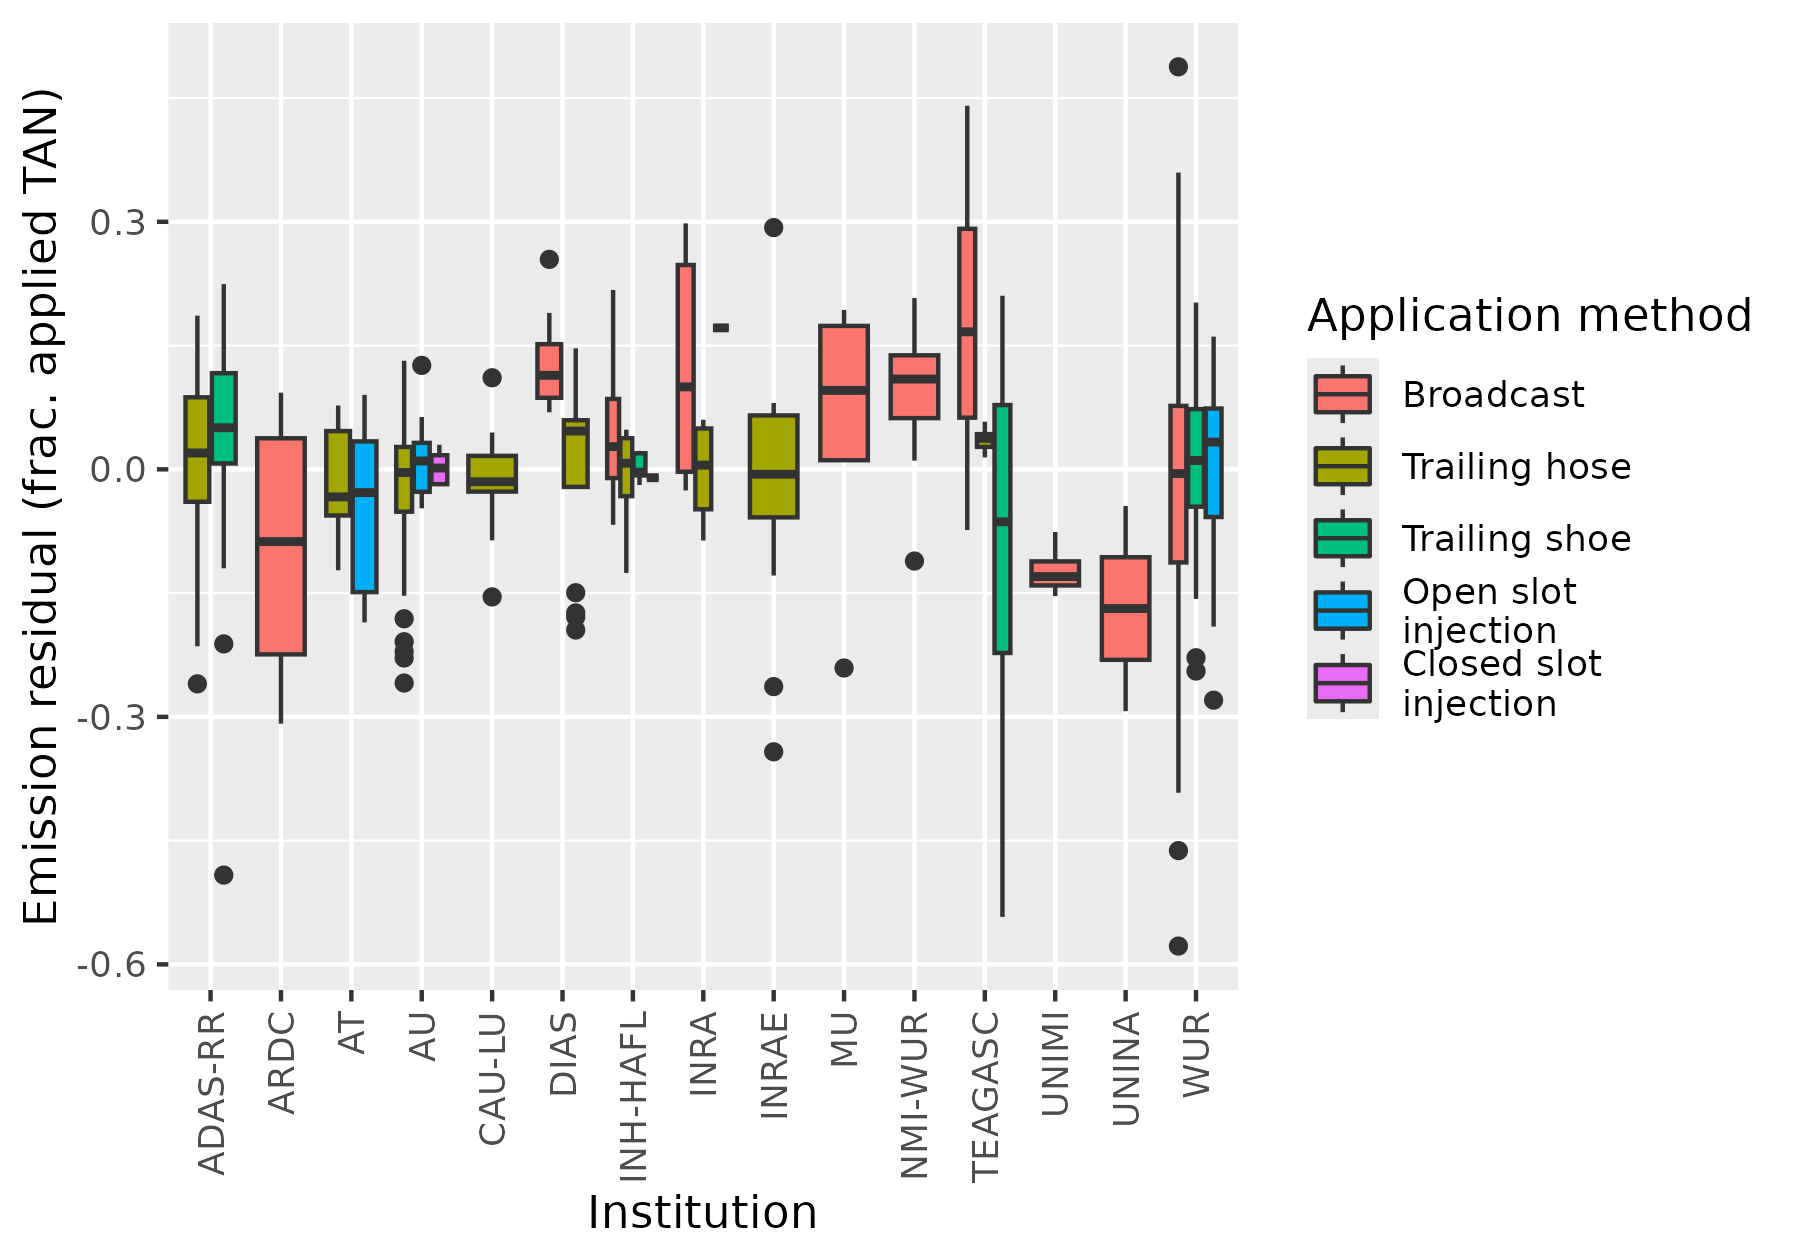 Emission residual (frac. applied TAN)
0.3
0.0
-0.3
-0.6
ADAS-RR
ARDC
AT
AU
CAU-LU
DIAS
INH-HAFL
INRA
INRAE
MU
NMI-WUR
TEAGASC
UNIMI
UNINA
WUR
Institution
Application method
Broadcast
Trailing hose
Trailing shoe
Open slot
injection
Closed slot
injection